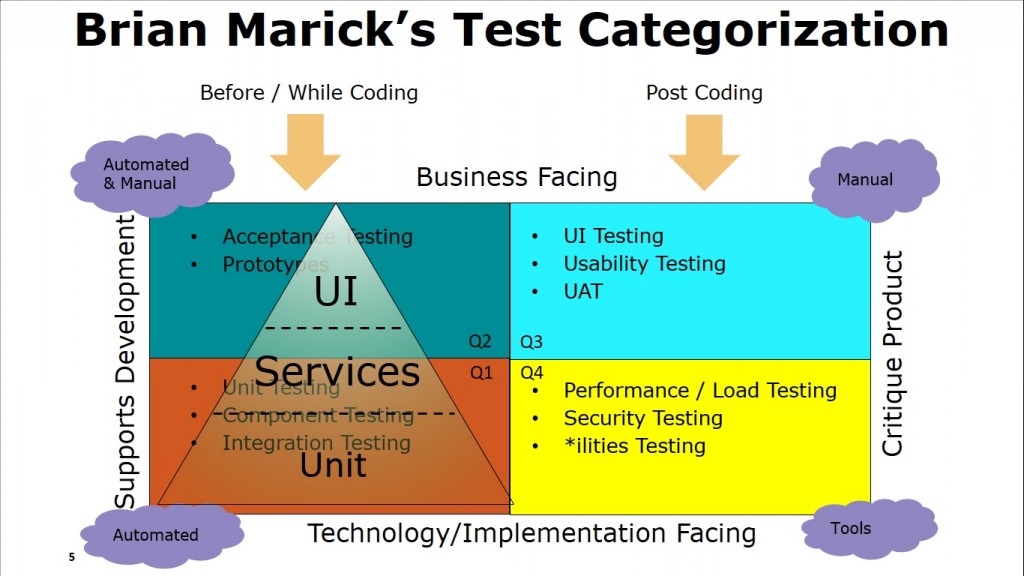 Brian Marick’s Test Categorization
Before / While Coding
Post Coding
Automated
& Manual
Business Facing
Manual
Supports Development
• Acceptance Testing
• Prototypes
UI
Q2
• UI Testing
• Usability Testing
• UAT
Q3
Critique Product
Services
Q1
• Unit Testing
• Component Testing
• Integration Testing
Unit
Q4
• Performance / Load Testing
• Security Testing
• *ilities Testing
Automated
Technology/Implementation Facing
Tools
5